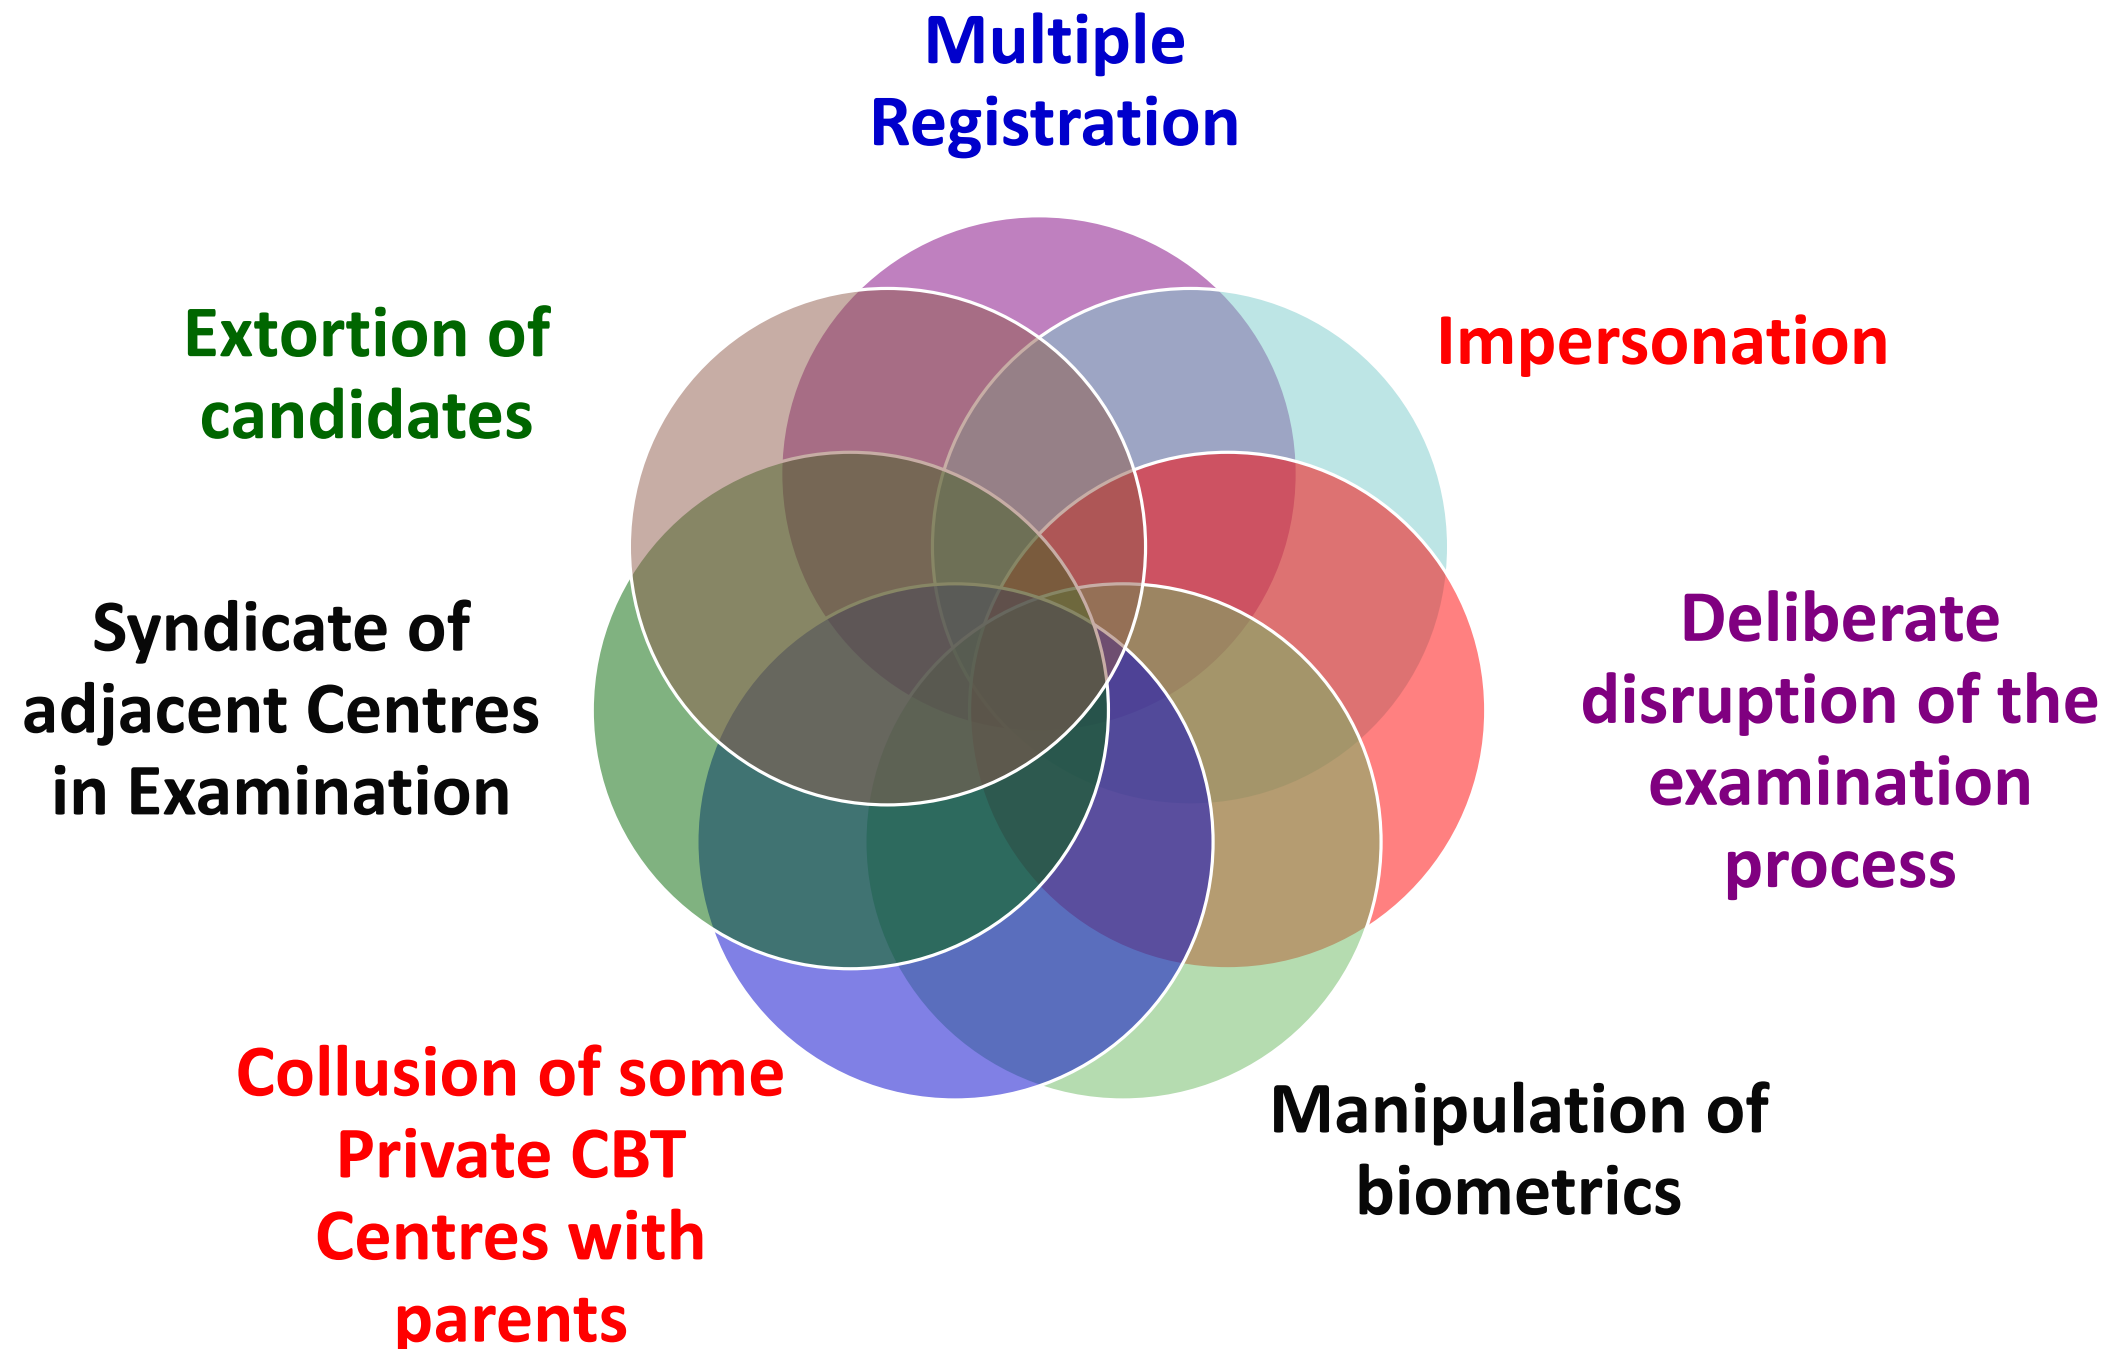 Multiple
Registration
Extortion of
candidates
Impersonation
Syndicate of
adjacent Centres
in Examination
Deliberate
disruption of the
examination
process
Collusion of some
Private CBT
Centres with
parents
Manipulation of
biometrics